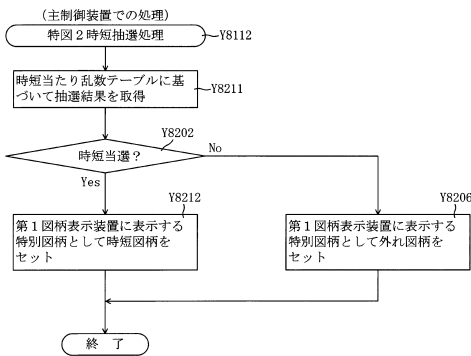 (主制御装置での処理)
特図２時短抽選処理
Y8112
時短当たり乱数テーブルに基
づいて抽選結果を取得
Y8211
時短当選？
Y8202
No
Yes
Y8212
第１図柄表示装置に表示する
特別図柄として時短図柄を
セット
Y8206
第１図柄表示装置に表示する
特別図柄として外れ図柄を
セット
終 了